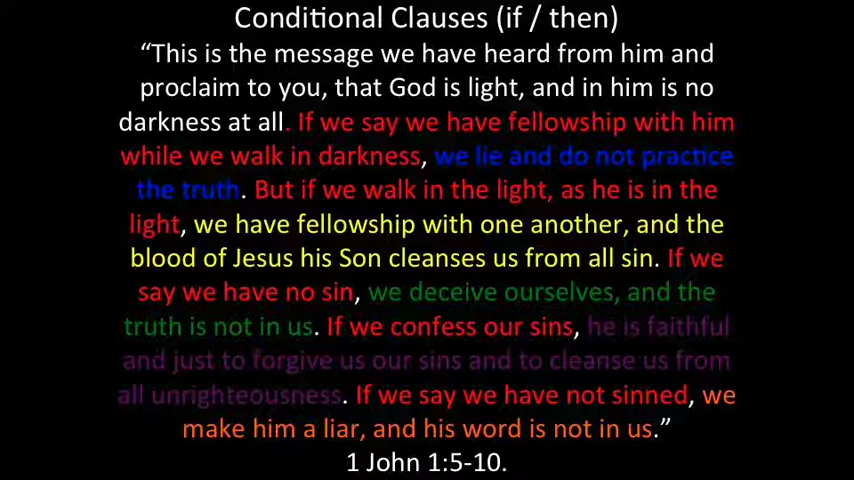 Conditional Clauses (if / then)
“This is the message we have heard from him and
proclaim to you, that God is light, and in him is no
darkness at all. If we say we have fellowship with him
while we walk in darkness, we lie and do not practice
the truth. But if we walk in the light, as he is in the
light, we have fellowship with one another, and the
blood of Jesus his Son cleanses us from all sin. If we
say we have no sin, we deceive ourselves, and the
truth is not in us. If we confess our sins, he is faithful
and just to forgive us our sins and to cleanse us from
all unrighteousness. If we say we have not sinned, we
make him a liar, and his word is not in us.”
1 John 1:5-10.